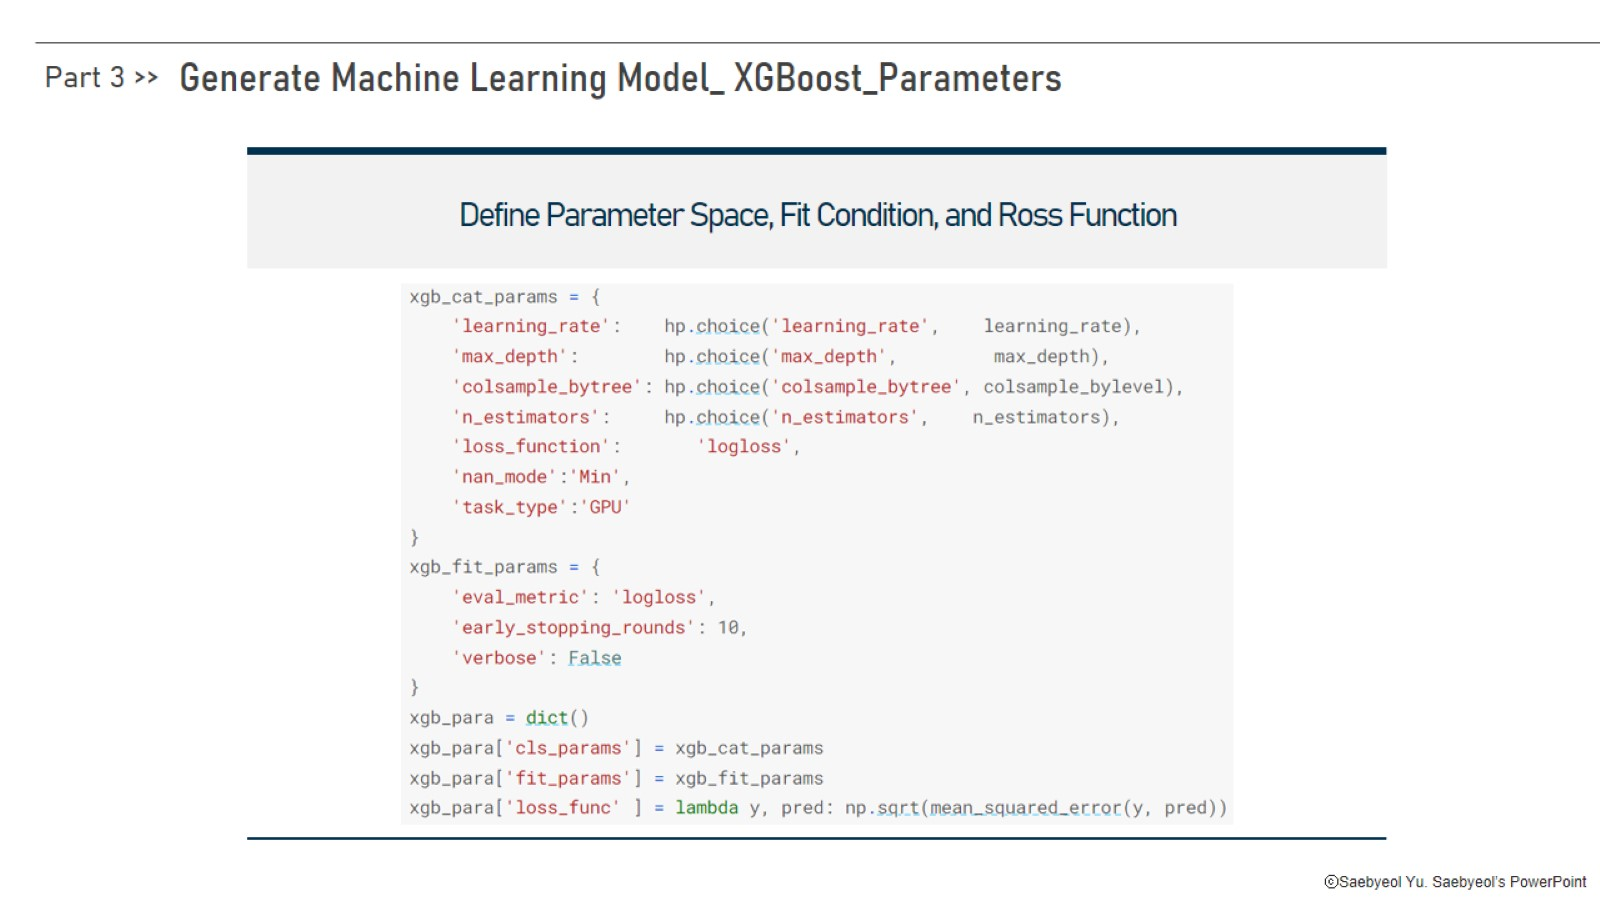 Part 3 >> Generate Machine Learning Model_ XGBoost_Parameters
Define Parameter Space, Fit Condition, and Ross Function
xgb_cat_params = {
    'learning_rate':    hp.choice('learning_rate',    learning_rate),
    'max_depth':        hp.choice('max_depth',         max_depth),
    'colsample_bytree': hp.choice('colsample_bytree', colsample_bylevel),
    'n_estimators':     hp.choice('n_estimators',    n_estimators),
    'loss_function':       'logloss',
    'nan_mode':'Min',
    'task_type':'GPU'
}
xgb_fit_params = {
    'eval_metric': 'logloss',
    'early_stopping_rounds': 10,
    'verbose': False
}
xgb_para = dict()
xgb_para['cls_params'] = xgb_cat_params
xgb_para['fit_params'] = xgb_fit_params
xgb_para['loss_func' ] = lambda y, pred: np.sqrt(mean_squared_error(y, pred))
ⓒSaebyeol Yu. Saebyeol's PowerPoint